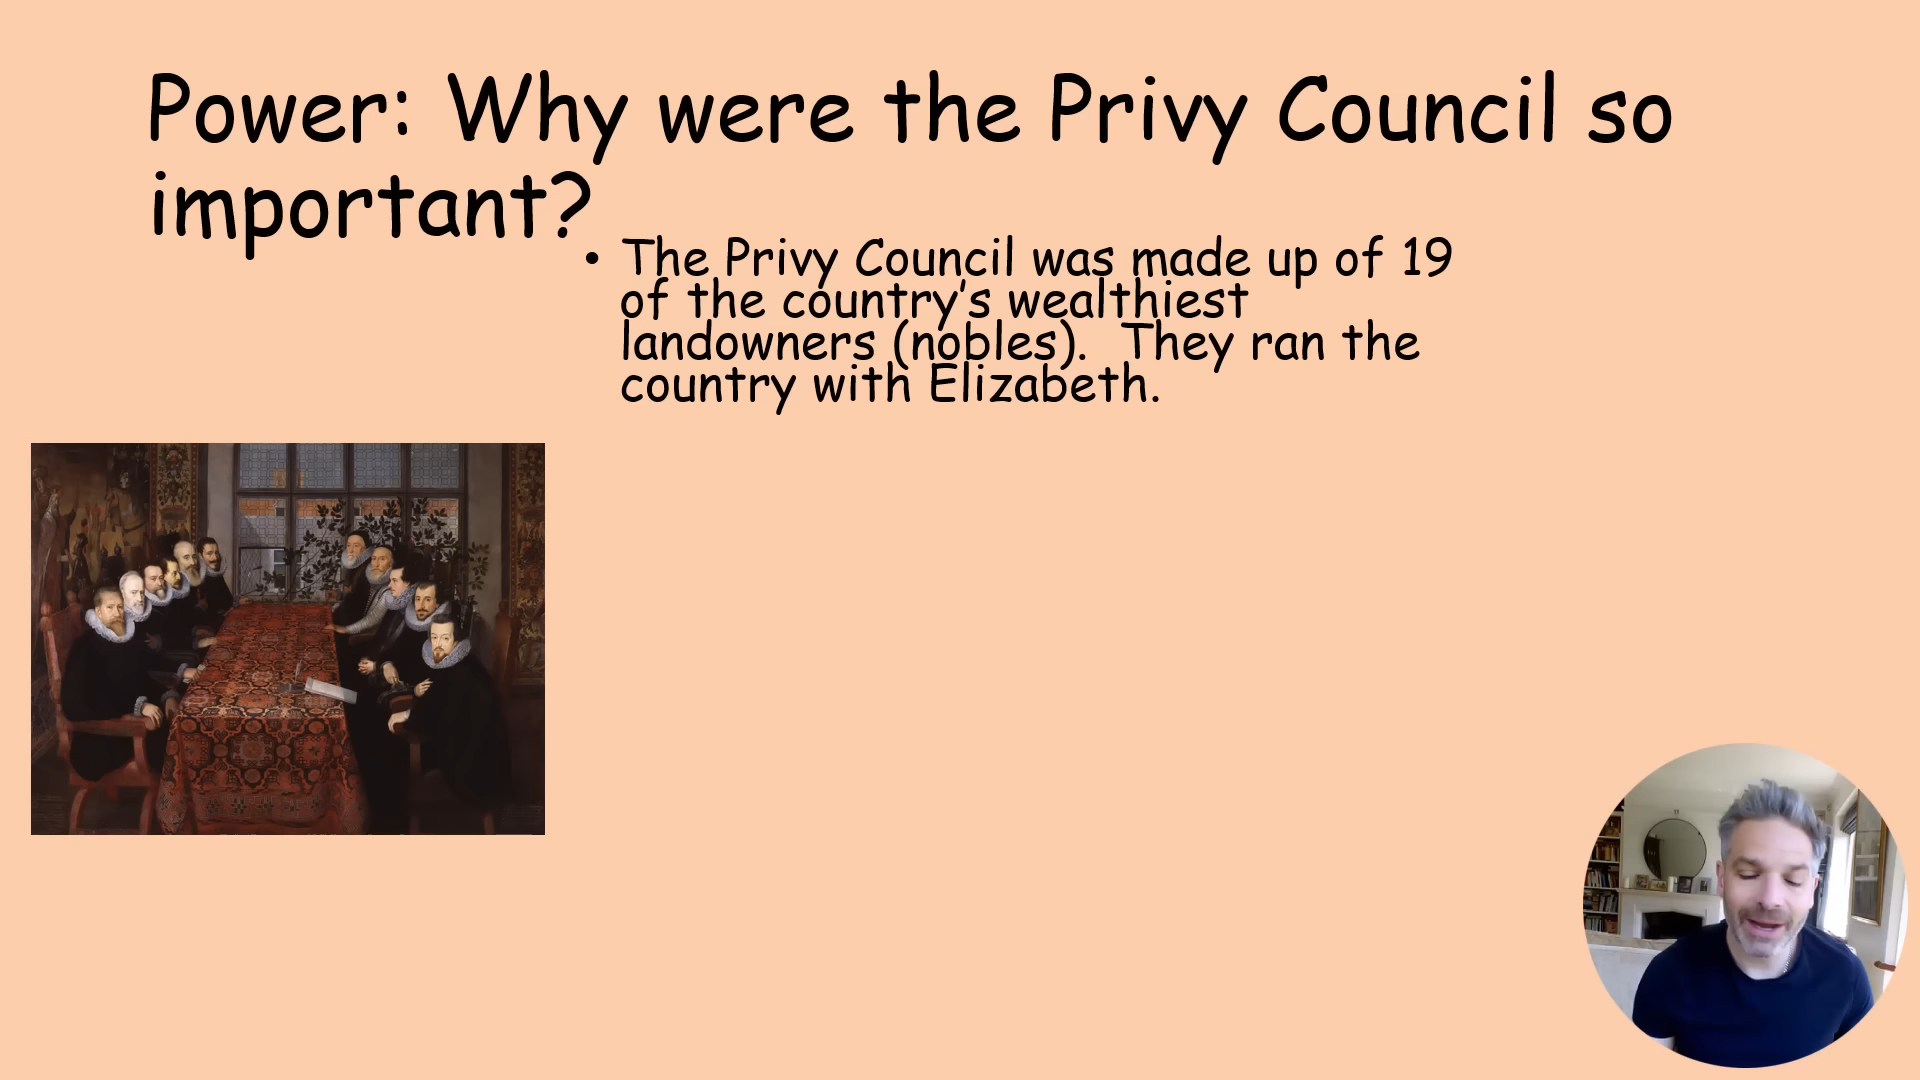 Power: Why were the Privy Council so
important?
• The Privy Council was made up of 19
of the country’s wealthiest
landowners (nobles).  They ran the
country with Elizabeth.